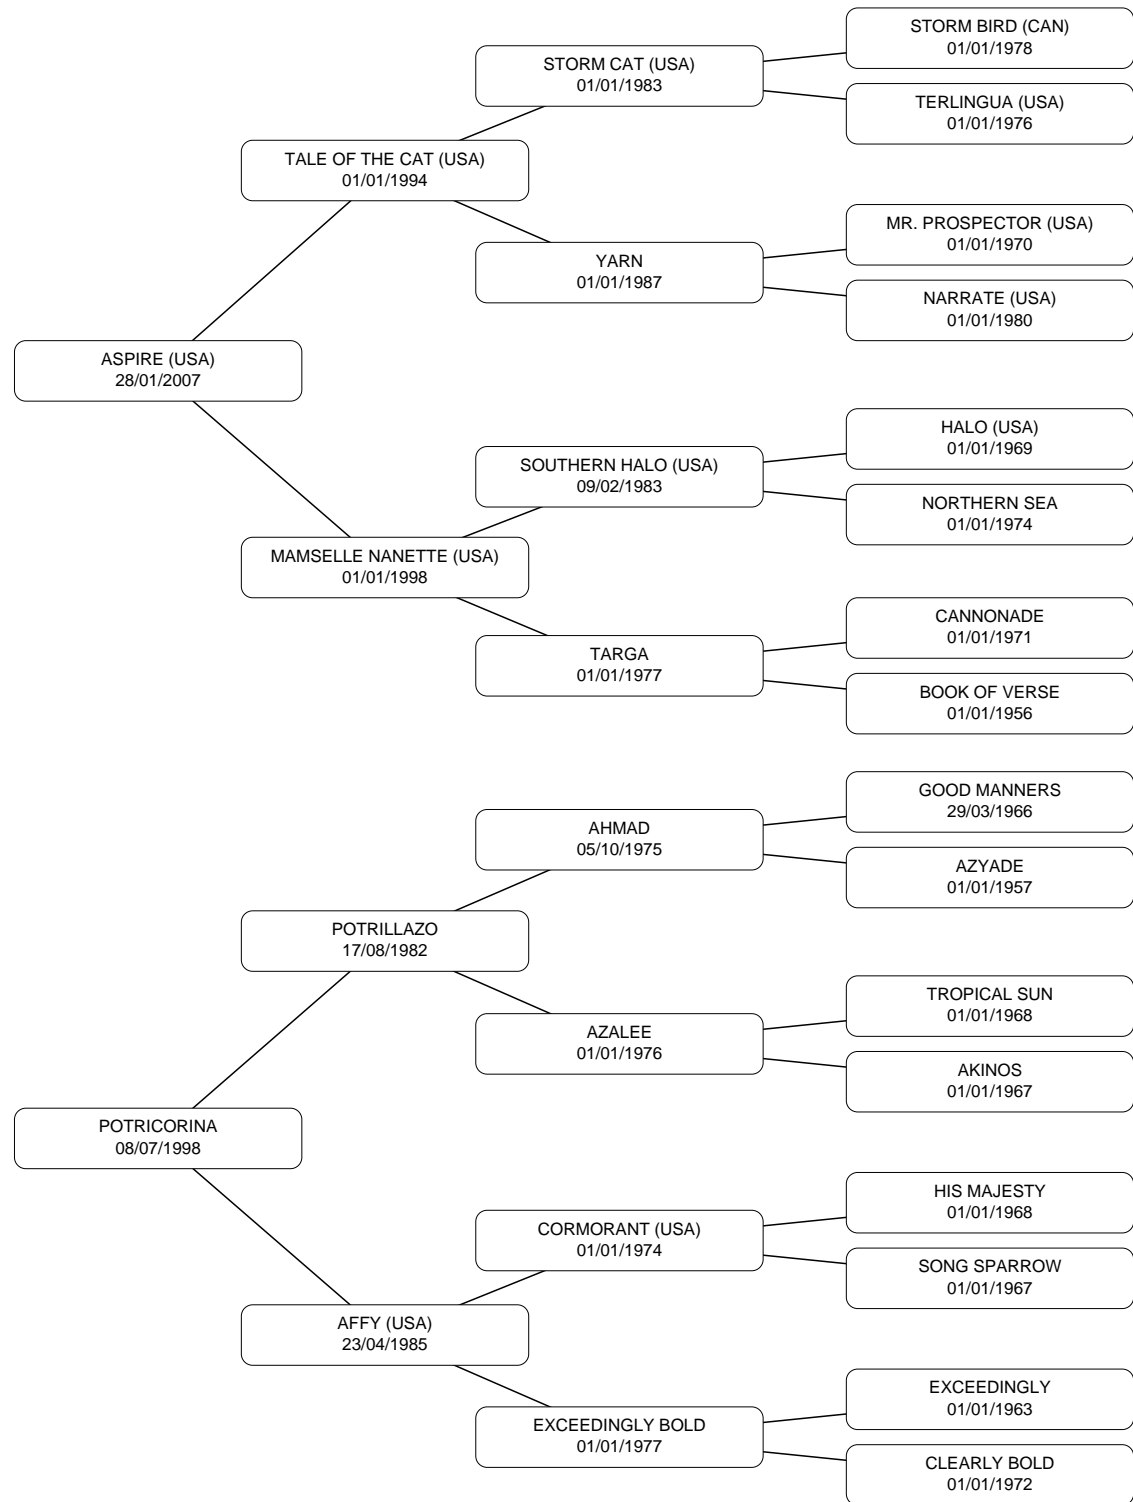 STORM BIRD (CAN)
01/01/1978
STORM CAT (USA)
01/01/1983
TERLINGUA (USA)
01/01/1976
TALE OF THE CAT (USA)
01/01/1994
MR. PROSPECTOR (USA)
01/01/1970
YARN
01/01/1987
NARRATE (USA)
01/01/1980
ASPIRE (USA)
28/01/2007
HALO (USA)
01/01/1969
SOUTHERN HALO (USA)
09/02/1983
NORTHERN SEA
01/01/1974
MAMSELLE NANETTE (USA)
01/01/1998
CANNONADE
01/01/1971
TARGA
01/01/1977
BOOK OF VERSE
01/01/1956
GOOD MANNERS
29/03/1966
AHMAD
05/10/1975
AZYADE
01/01/1957
POTRILLAZO
17/08/1982
TROPICAL SUN
01/01/1968
AZALEE
01/01/1976
AKINOS
01/01/1967
POTRICORINA
08/07/1998
HIS MAJESTY
01/01/1968
CORMORANT (USA)
01/01/1974
SONG SPARROW
01/01/1967
AFFY (USA)
23/04/1985
EXCEEDINGLY
01/01/1963
EXCEEDINGLY BOLD
01/01/1977
CLEARLY BOLD
01/01/1972